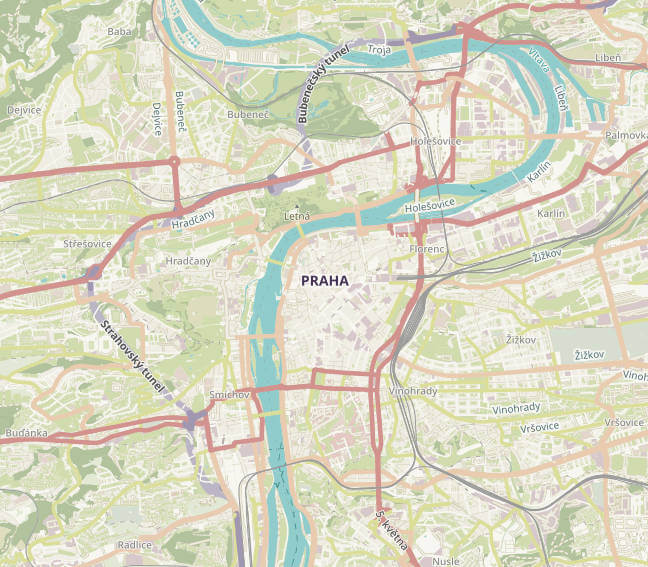 Baba
Troja
Vltava
Libeň
Libeň
Bubenečský tunel
Dejvice
Dejvice
Bubeneč
Bubeneč
Holešovice
Palmovka
Karlín
Holešovice
Karlín
Letná
Hradčany
Střešovice
Hradčany
Florenc
Žižkov
PRAHA
Strahovský tunel
Žižkov
Žižkov
Vinoho
Smíchov
Vinohrady
Vinohrady
Vršovice
Vršovice
Buďánka
5. května
Radlice
Nusle